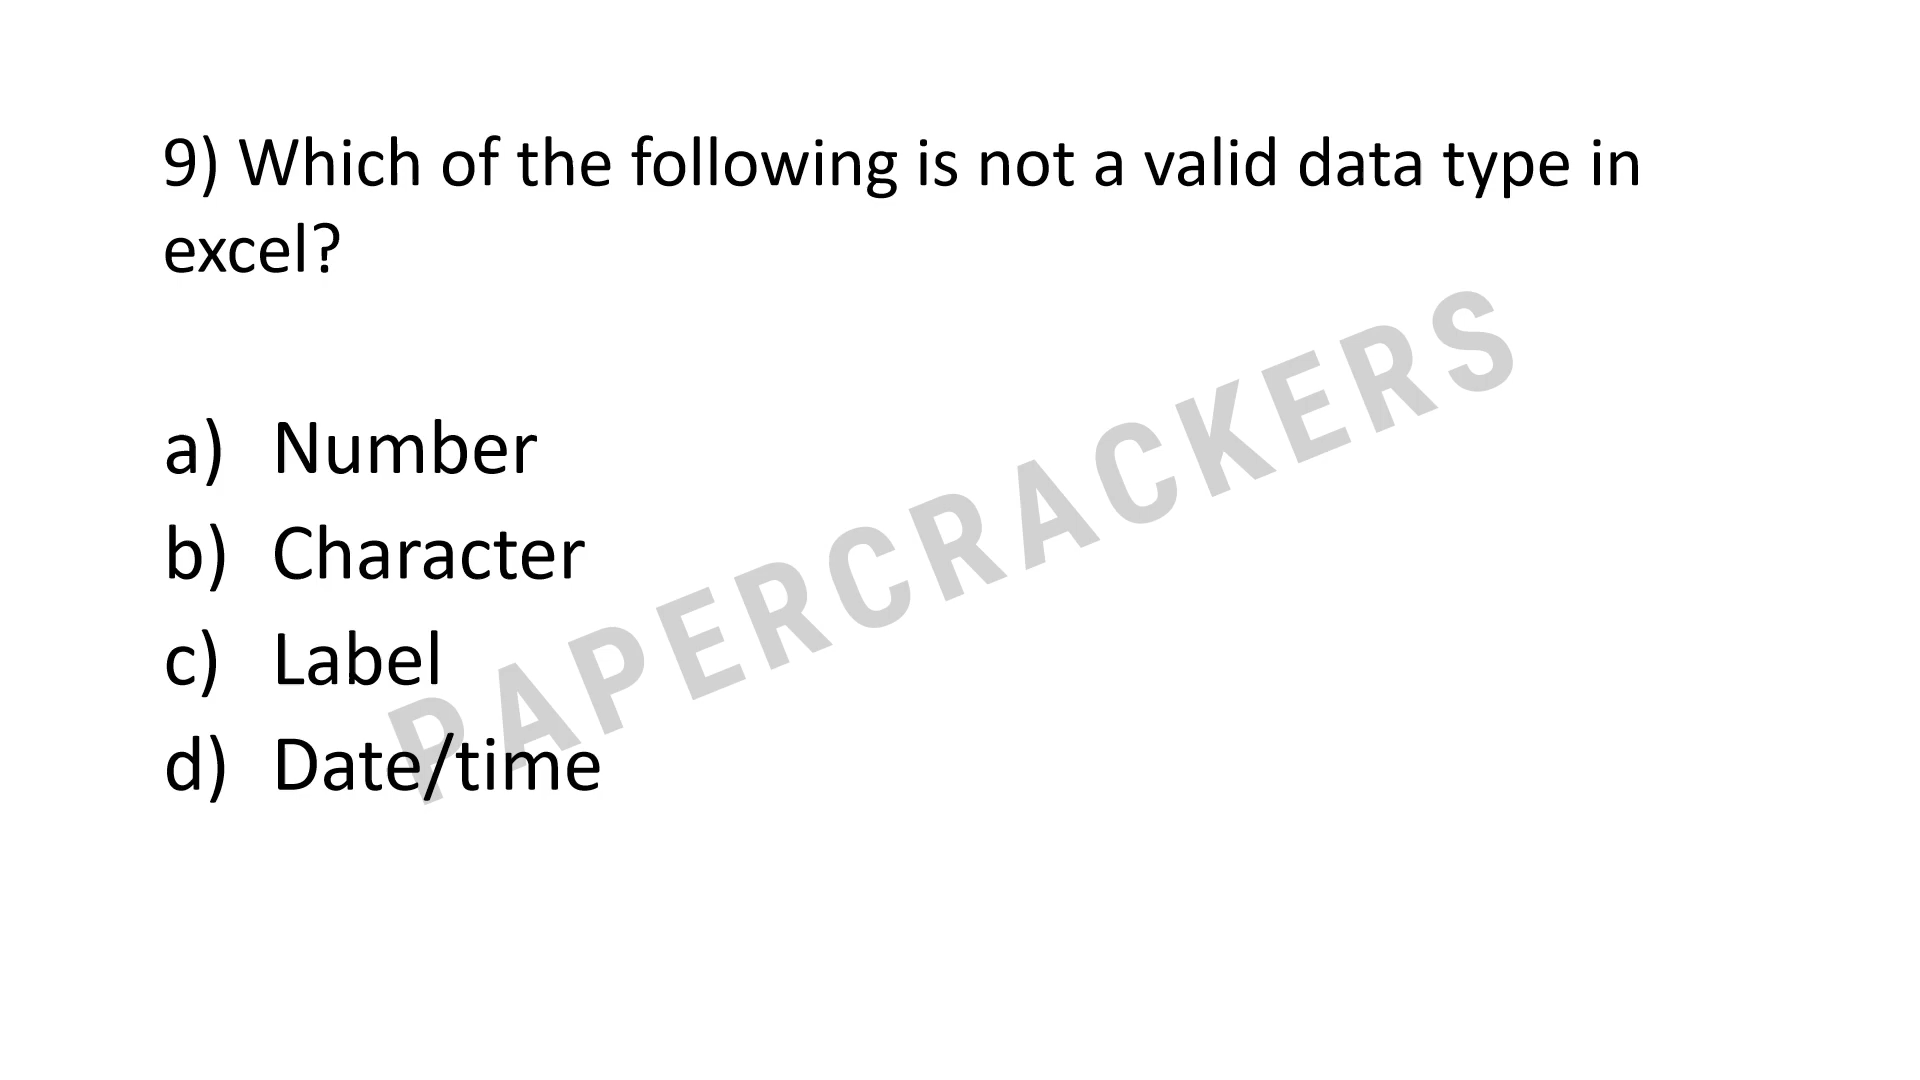 9) Which of the following is not a valid data type in
excel?
a) Number
b) Character
c) Label
d) Date/time
PAPERCRACKERS